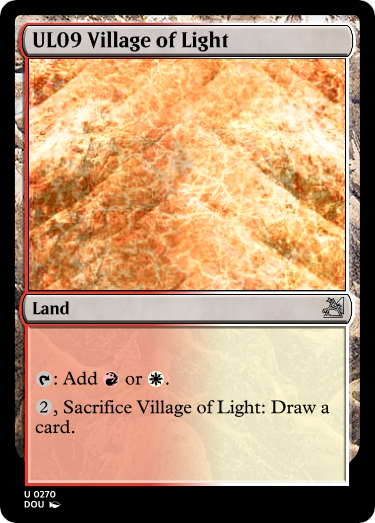 UL09 Village of Light
Land
: Add or .
2, Sacrifice Village of Light: Draw a
card.
U 0270
DOU